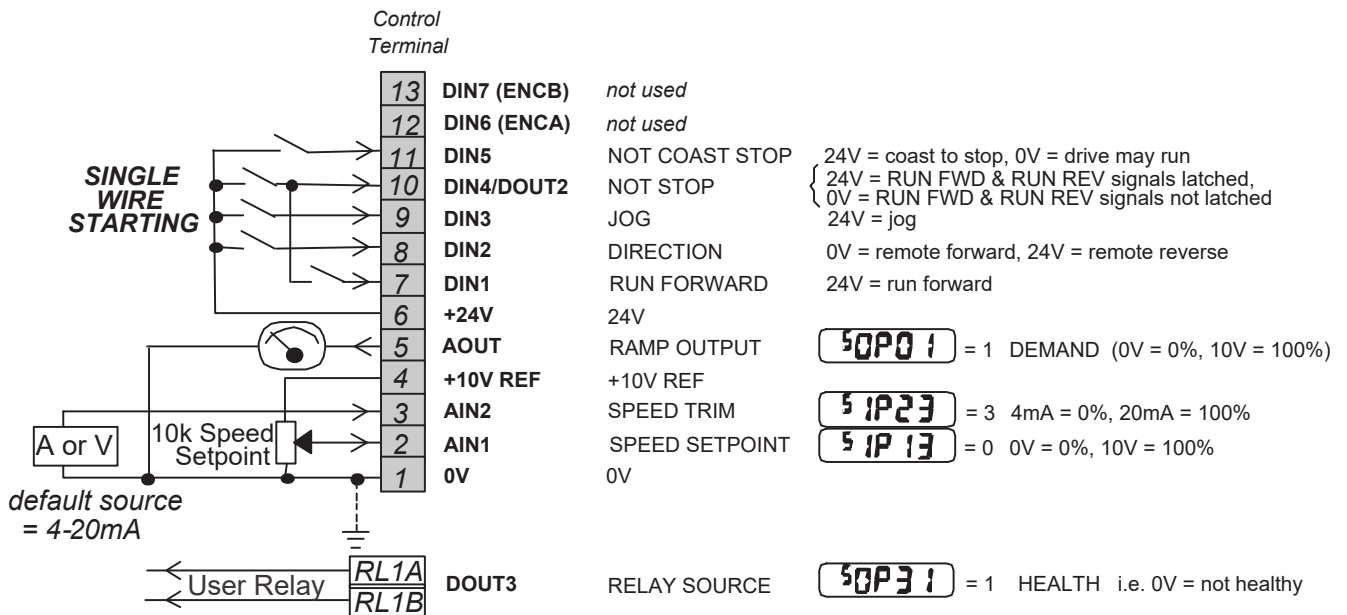 Control
Terminal
13 DIN7 (ENCB) not used
12 DIN6 (ENCA) not used
11 DIN5 NOT COAST STOP 24V = coast to stop, 0V = drive may run
SINGLE
WIRE
STARTING
10 DIN4/DOUT2 NOT STOP { 24V = RUN FWD & RUN REV signals latched,
0V = RUN FWD & RUN REV signals not latched
9 DIN3 JOG 24V = jog
8 DIN2 DIRECTION 0V = remote forward, 24V = remote reverse
7 DIN1 RUN FORWARD 24V = run forward
6 +24V 24V
5 AOUT RAMP OUTPUT SOP01 = 1 DEMAND (0V = 0%, 10V = 100%)
4 +10V REF +10V REF
3 AIN2 SPEED TRIM SIP23 = 3 4mA = 0%, 20mA = 100%
A or V
10k Speed
Setpoint
2 AIN1 SPEED SETPOINT SIP13 = 0 0V = 0%, 10V = 100%
1 0V 0V
default source
= 4-20mA
User Relay
RL1A
RL1B
DOUT3 RELAY SOURCE SOP31 = 1 HEALTH i.e. 0V = not healthy